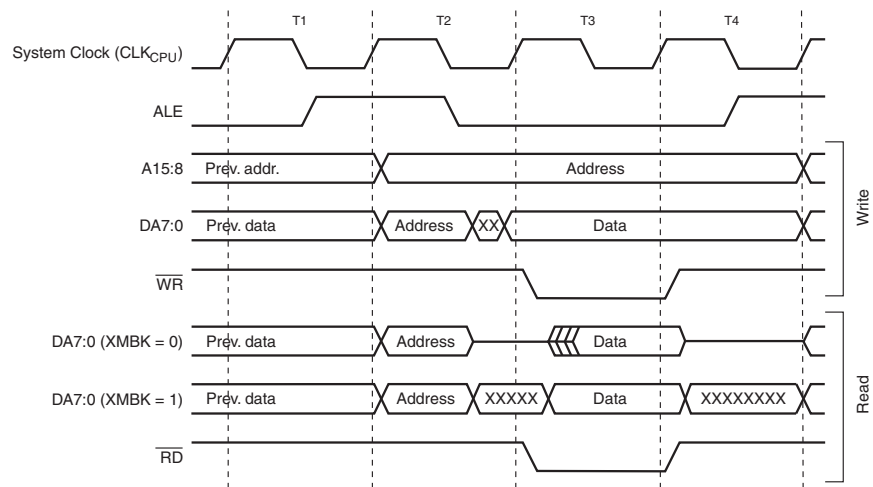 T1 T2 T3 T4
System Clock (CLKCPU)
ALE
A15:8 Prev. addr. Address
DA7:0 Prev. data Address XX Data
WR
Write
DA7:0 (XMBK = 0) Prev. data Address Data
DA7:0 (XMBK = 1) Prev. data Address XXXXX Data XXXXXXXX
RD
Read